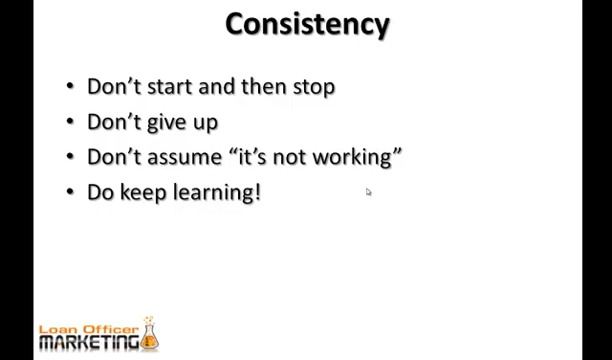 Consistency
• Don't start and then stop
• Don't give up
• Don't assume “it's not working”
• Do keep learning!
Loan Officer
MARKETING